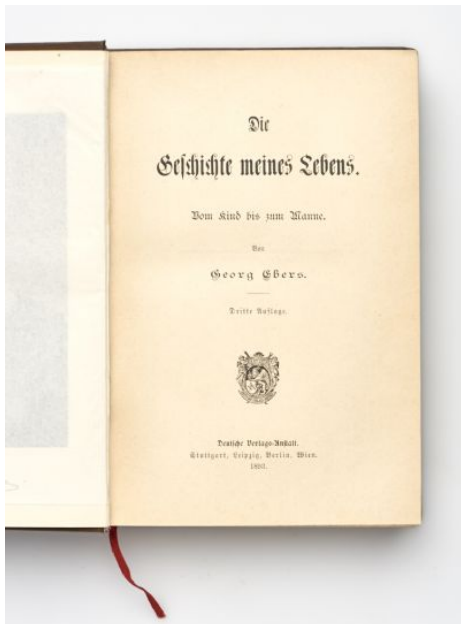 Die
Geschichte meines Lebens.
Vom Kind bis zum Manne.
Von
Georg Ebers.
Dritte Auflage.
Deutsche Verlags-Anstalt.
Stuttgart, Leipzig, Berlin, Wien.
1893.